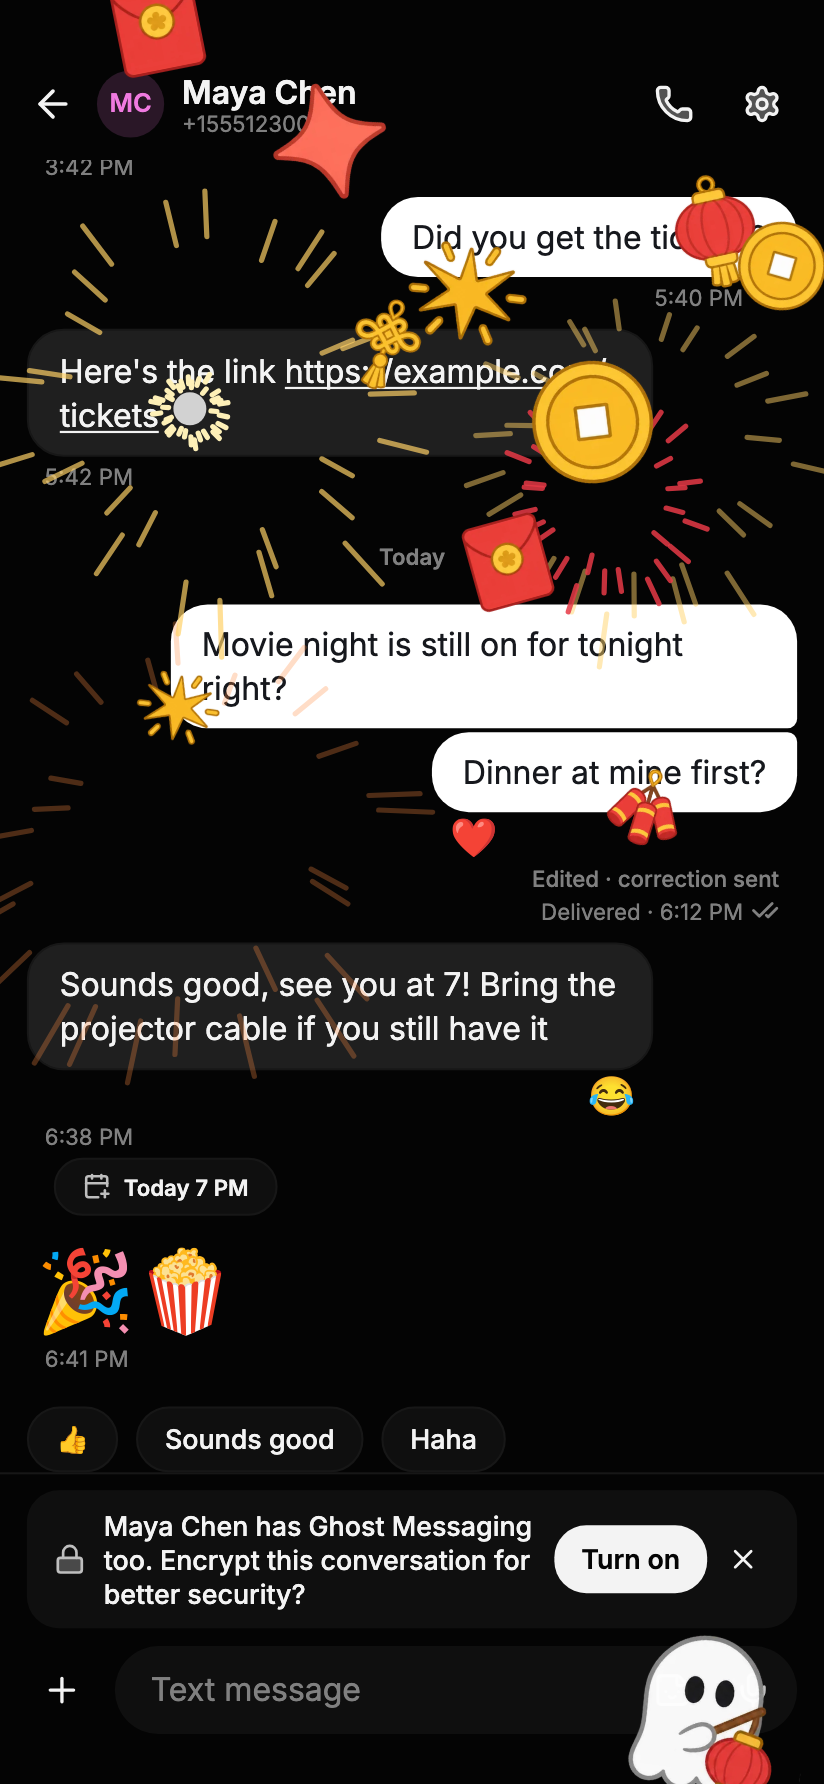 MC
Maya Chen
+155512300
3:42 PM
Did you get the
5:40 PM
Here's the link https://example.com/
tickets
5:42 PM
Today
Movie night is still on for tonight
right?
Dinner at mine first?
Edited · correction sent
Delivered · 6:12 PM
Sounds good, see you at 7! Bring the
projector cable if you still have it
6:38 PM
Today 7 PM
6:41 PM
Sounds good
Haha
Maya Chen has Ghost Messaging
too. Encrypt this conversation for
better security?
Turn on
Text message